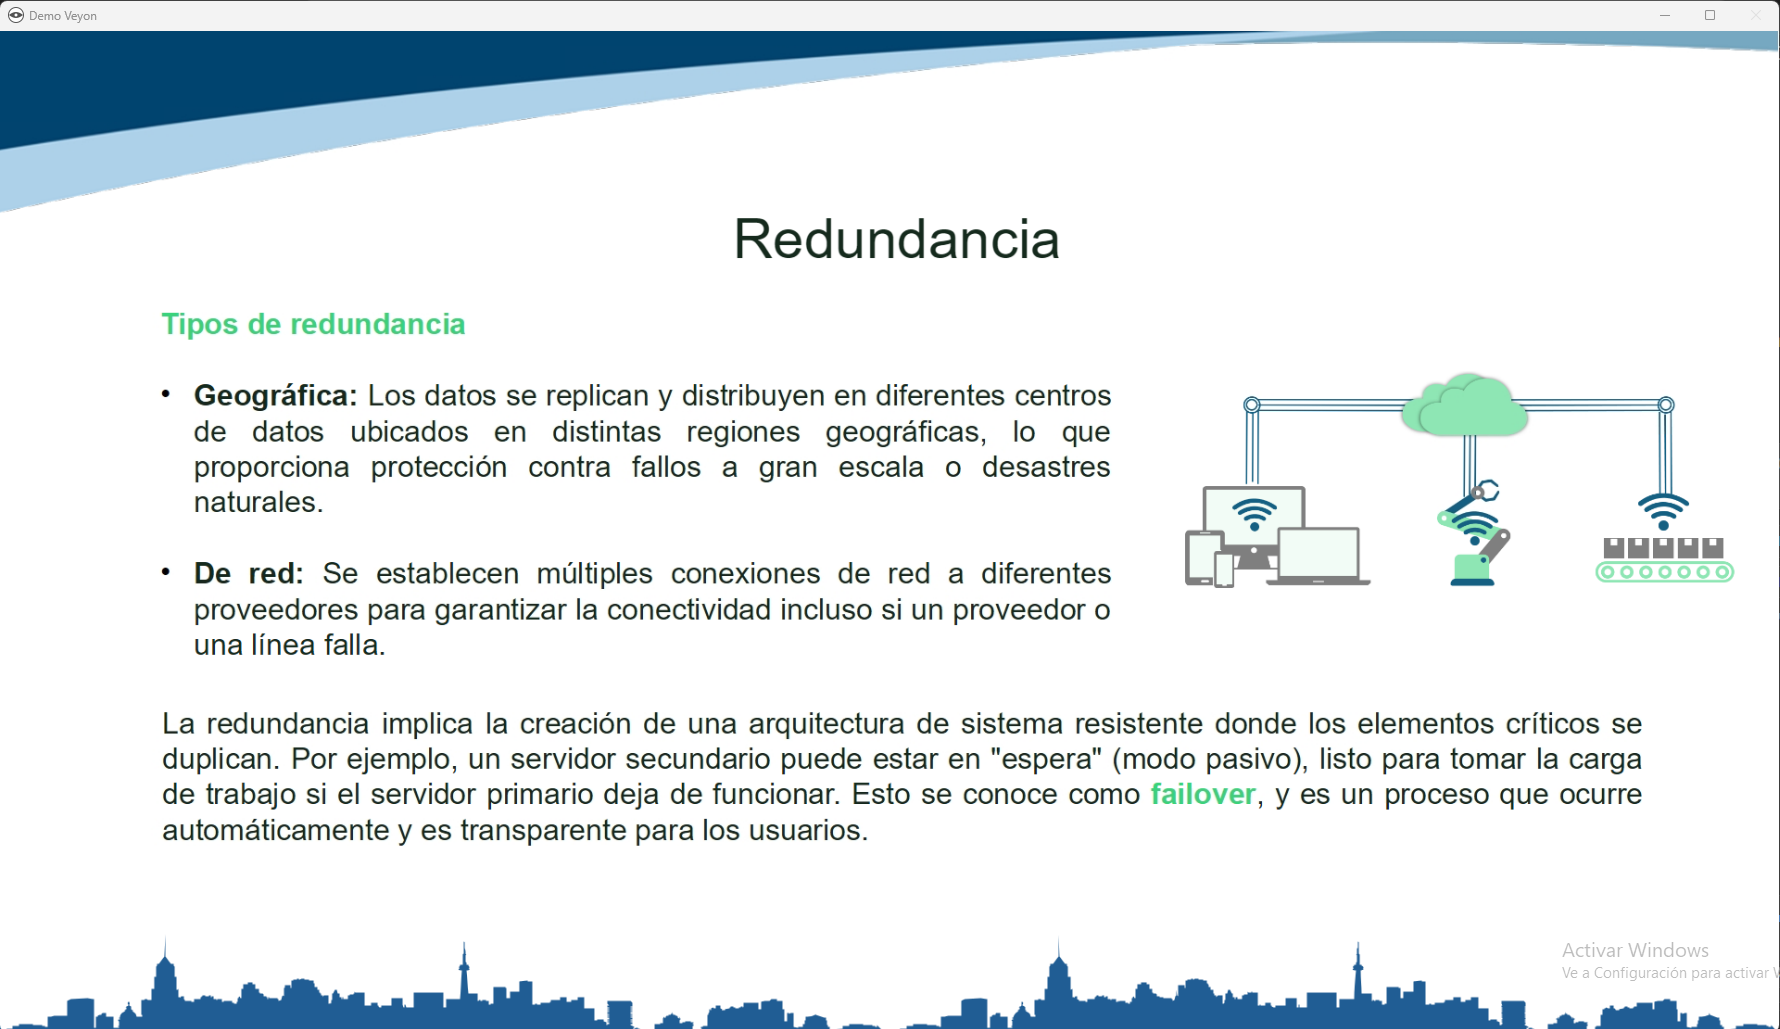 Demo Veyon
Redundancia
Tipos de redundancia
• Geográfica: Los datos se replican y distribuyen en diferentes centros
de datos ubicados en distintas regiones geográficas, lo que
proporciona protección contra fallos a gran escala o desastres
naturales.
• De red: Se establecen múltiples conexiones de red a diferentes
proveedores para garantizar la conectividad incluso si un proveedor o
una línea falla.
La redundancia implica la creación de una arquitectura de sistema resistente donde los elementos críticos se
duplican. Por ejemplo, un servidor secundario puede estar en "espera" (modo pasivo), listo para tomar la carga
de trabajo si el servidor primario deja de funcionar. Esto se conoce como failover, y es un proceso que ocurre
automáticamente y es transparente para los usuarios.
Activar Windows
Ve a Configuración para activar